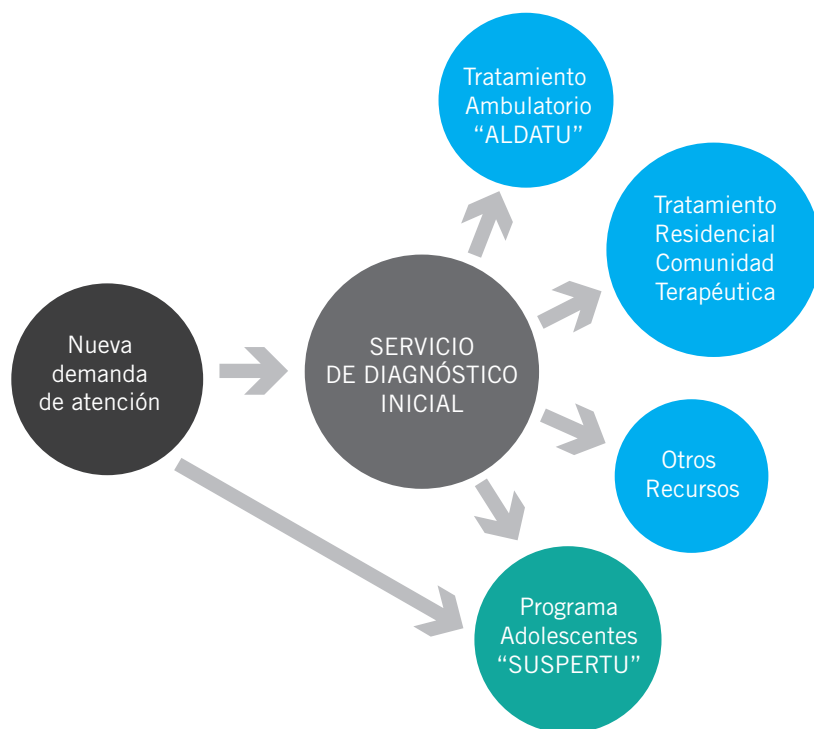 Tratamiento
Ambulatorio
“ALDATU”
Tratamiento
Residencial
Comunidad
Terapéutica
Nueva
demanda
de atención
SERVICIO
DE DIAGNÓSTICO
INICIAL
Otros
Recursos
Programa
Adolescentes
“SUSPERTU”